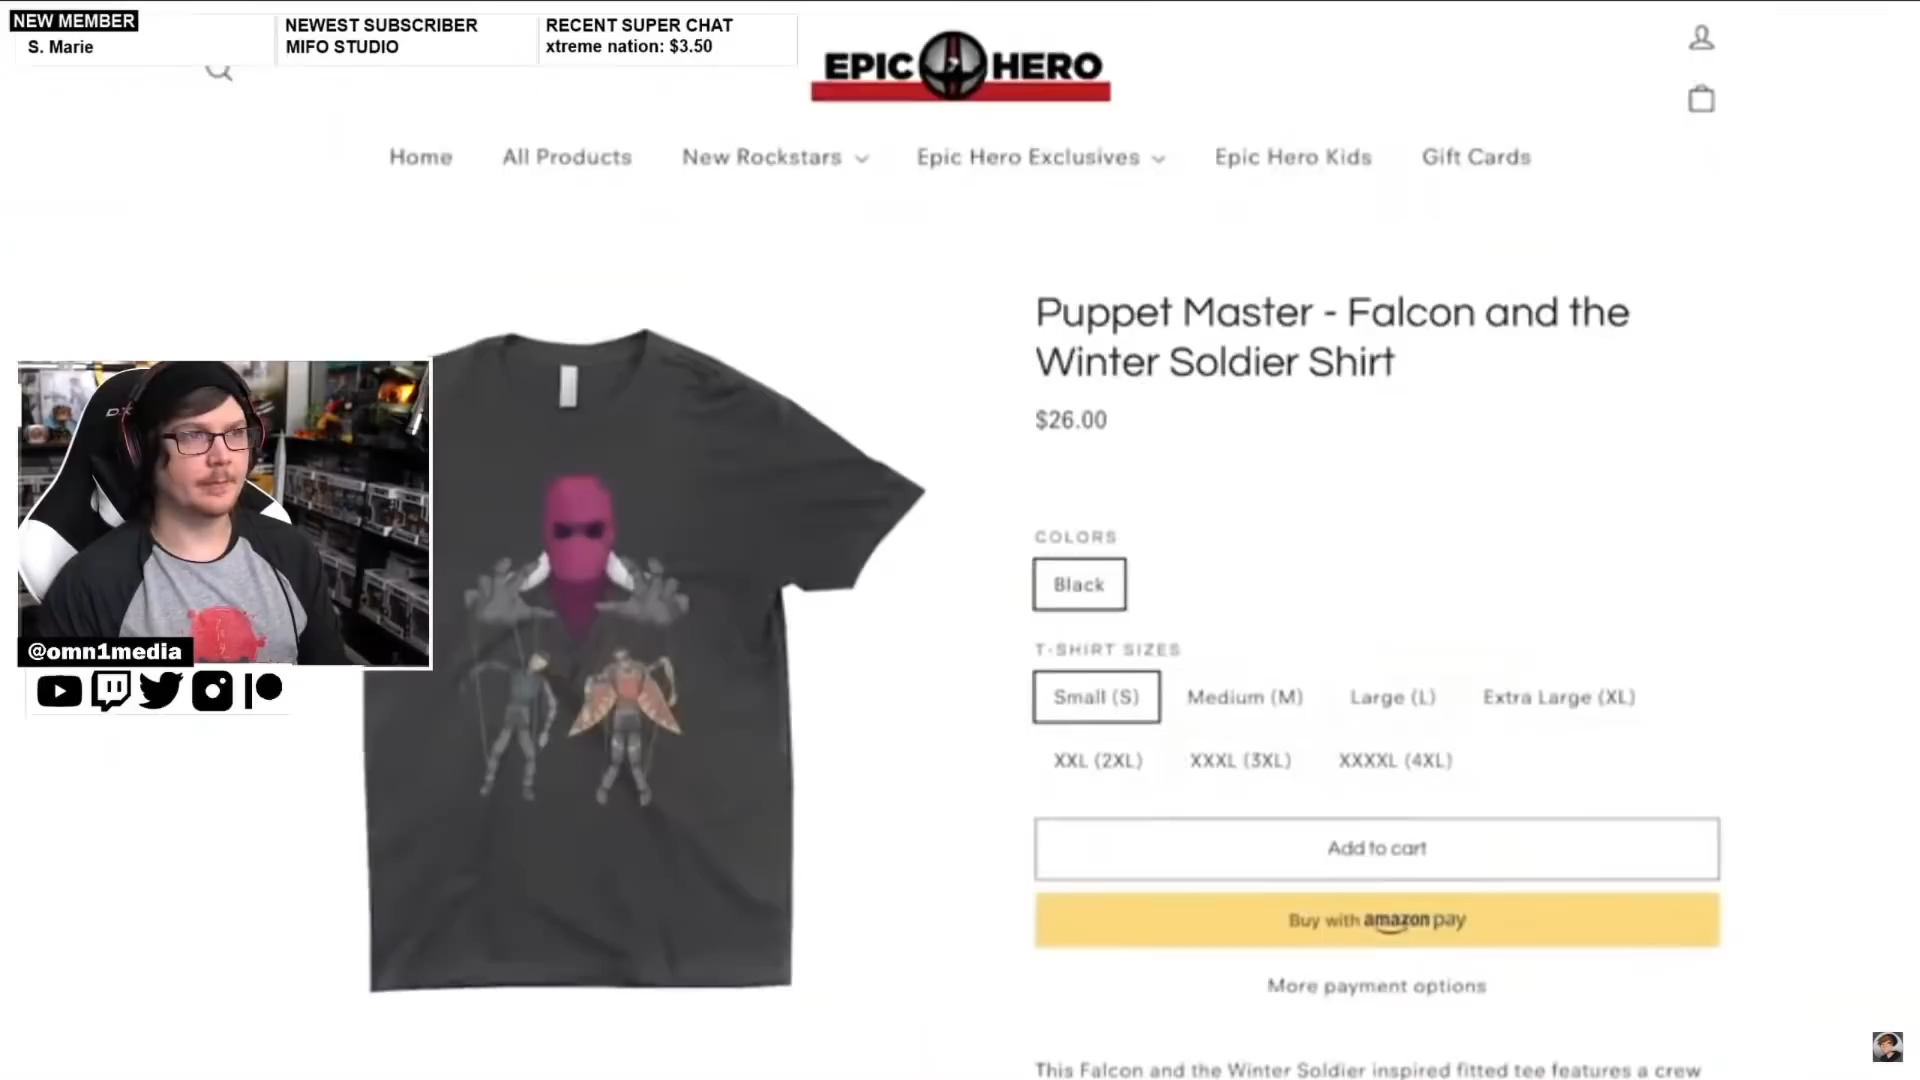 NEW MEMBER
S. Marie
NEWEST SUBSCRIBER
MIFO STUDIO
RECENT SUPER CHAT
xtreme nation: $3.50
EPIC HERO
Home
All Products
New Rockstars
Epic Hero Exclusives
Epic Hero Kids
Gift Cards
Puppet Master - Falcon and the
Winter Soldier Shirt
$26.00
COLORS
Black
T-SHIRT SIZES
Small (S)
Medium (M)
Large (L)
Extra Large (XL)
XXL (2XL)
XXXL (3XL)
XXXXL (4XL)
Add to cart
Buy with amazon pay
More payment options
This Falcon and the Winter Soldier inspired fitted tee features a crew
@omn1media